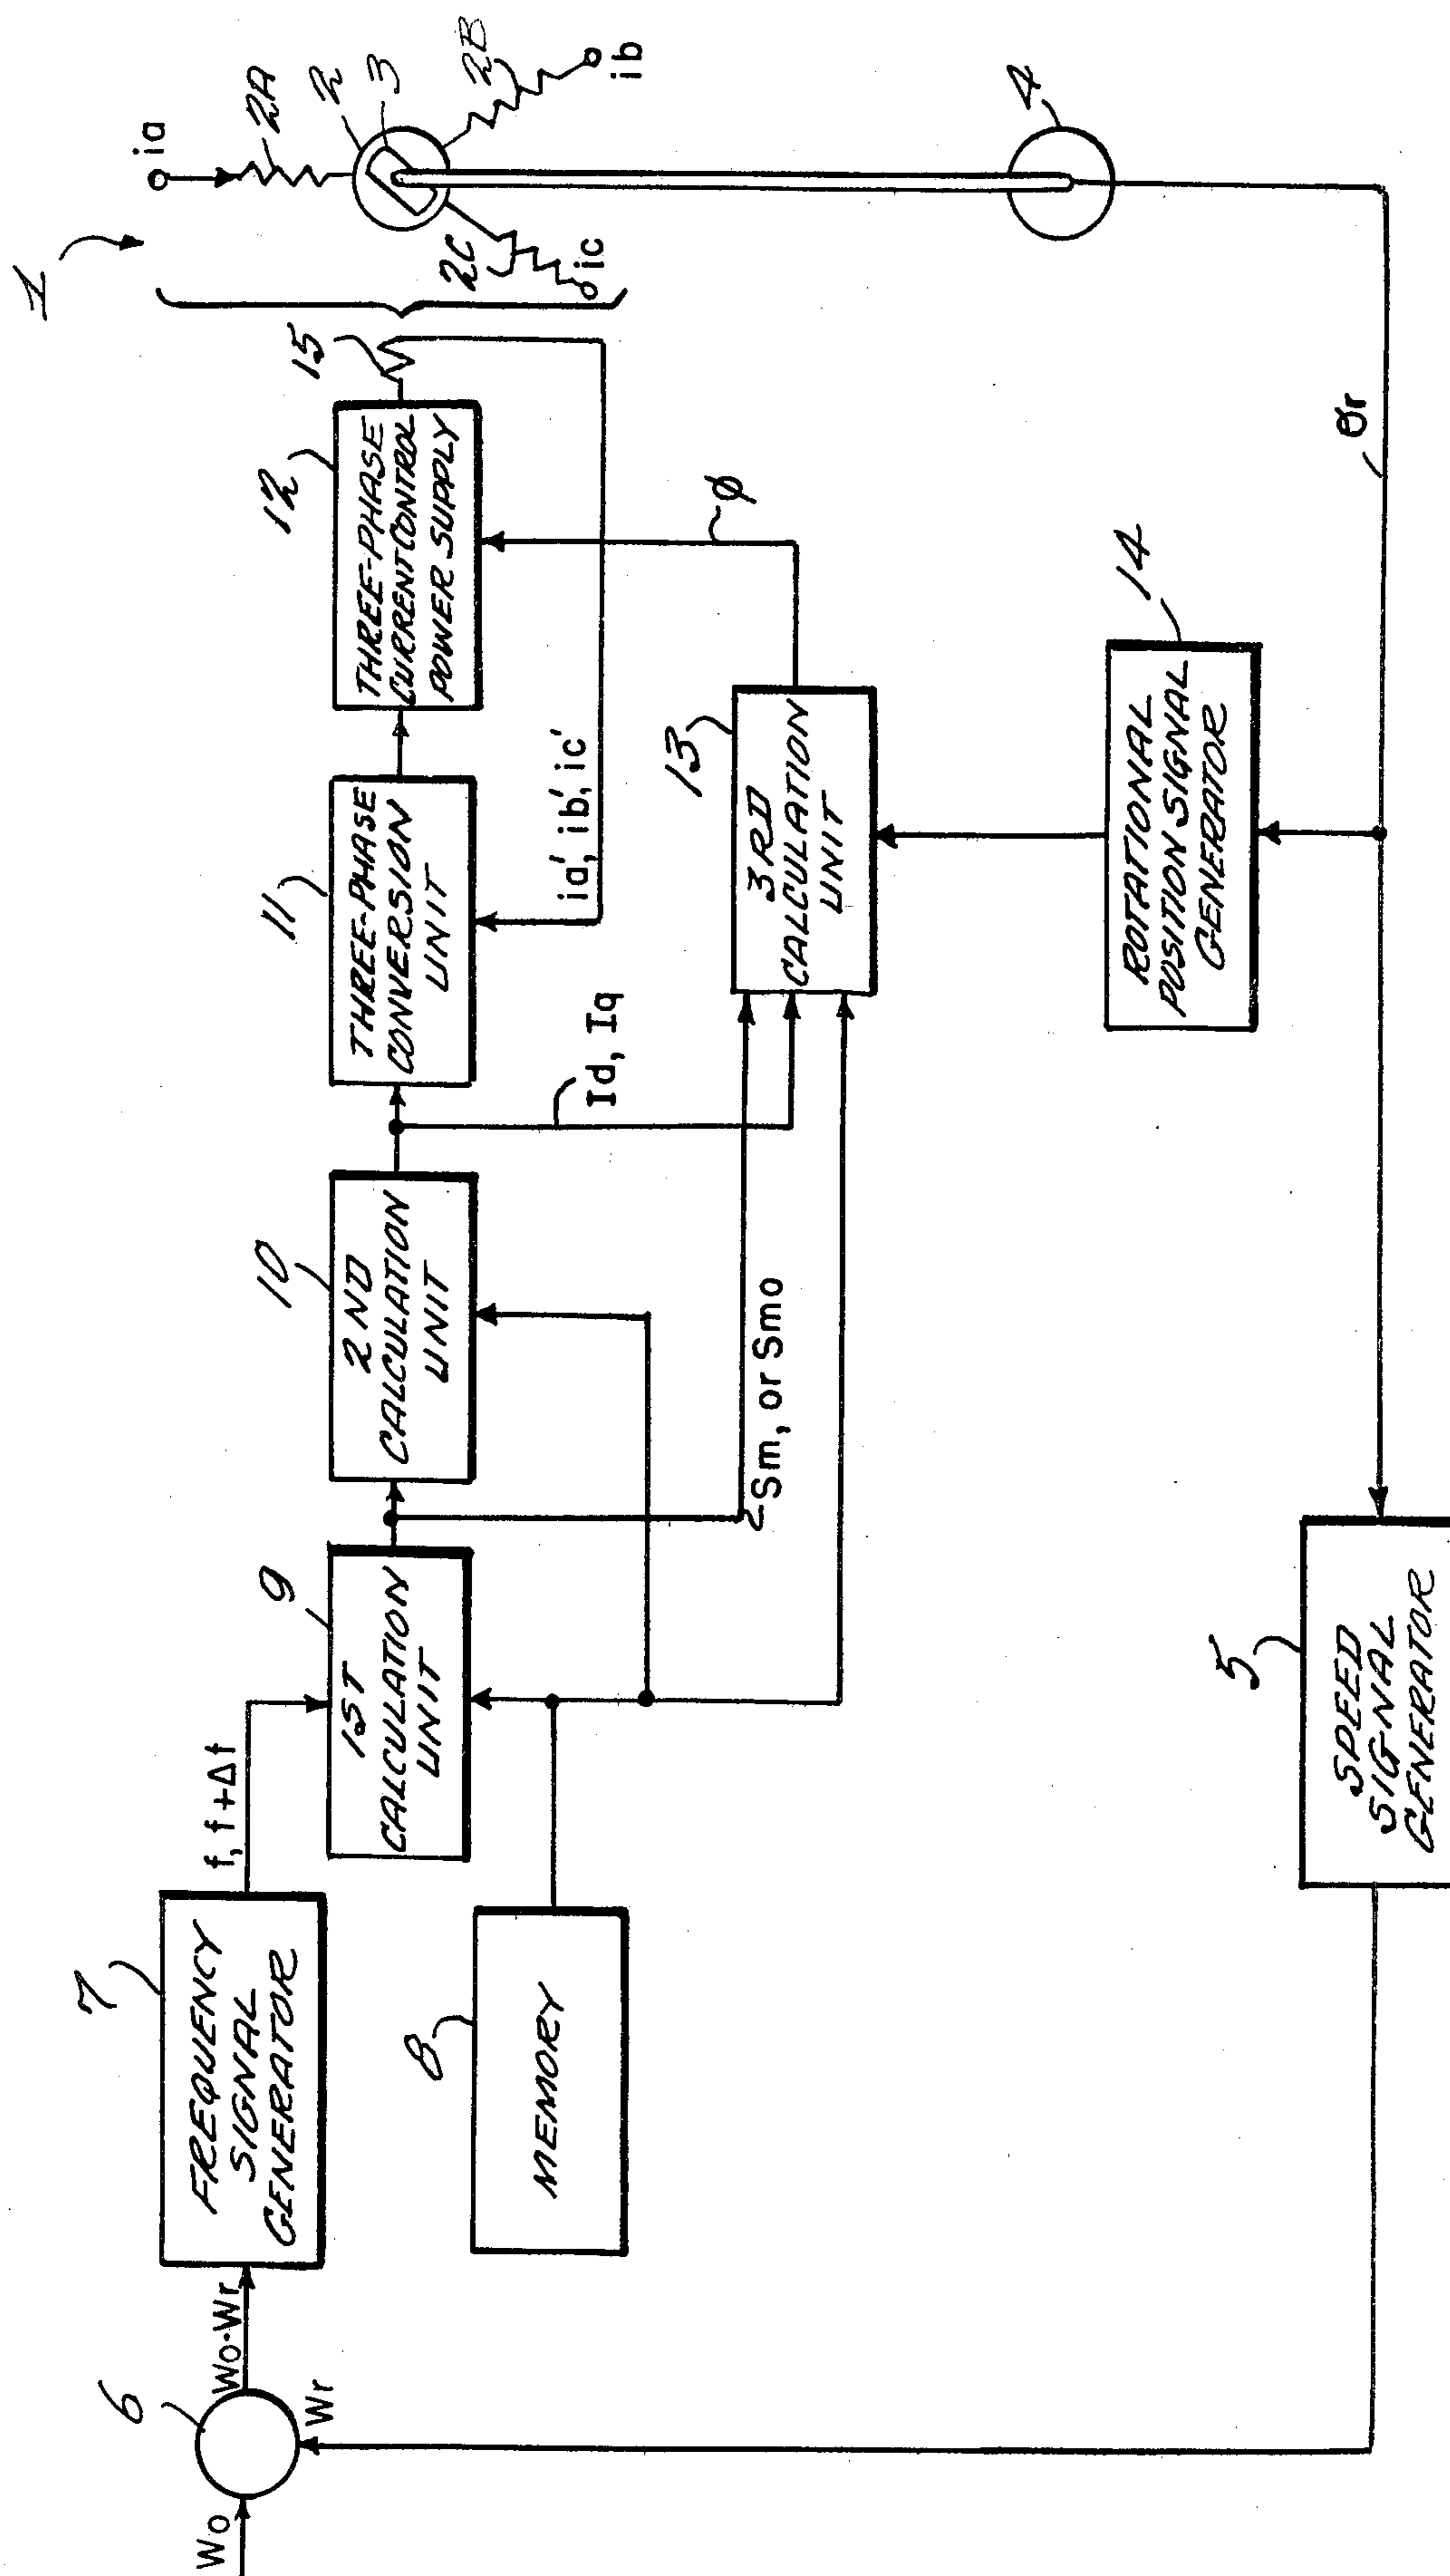 1
ia
2A
2
3
2B
ib
2C
ic
4
Wo
6
Wo-Wr
Wr
7
FREQUENCY
SIGNAL
GENERATOR
f, f+Δf
8
MEMORY
9
1ST
CALCULATION
UNIT
Sm, or Smo
10
2ND
CALCULATION
UNIT
Id, Iq
11
THREE-PHASE
CONVERSION
UNIT
ia', ib', ic'
12
THREE-PHASE
CURRENT CONTROL
POWER SUPPLY
15
13
3RD
CALCULATION
UNIT
ø
14
ROTATIONAL
POSITION SIGNAL
GENERATOR
θr
5
SPEED
SIGNAL
GENERATOR